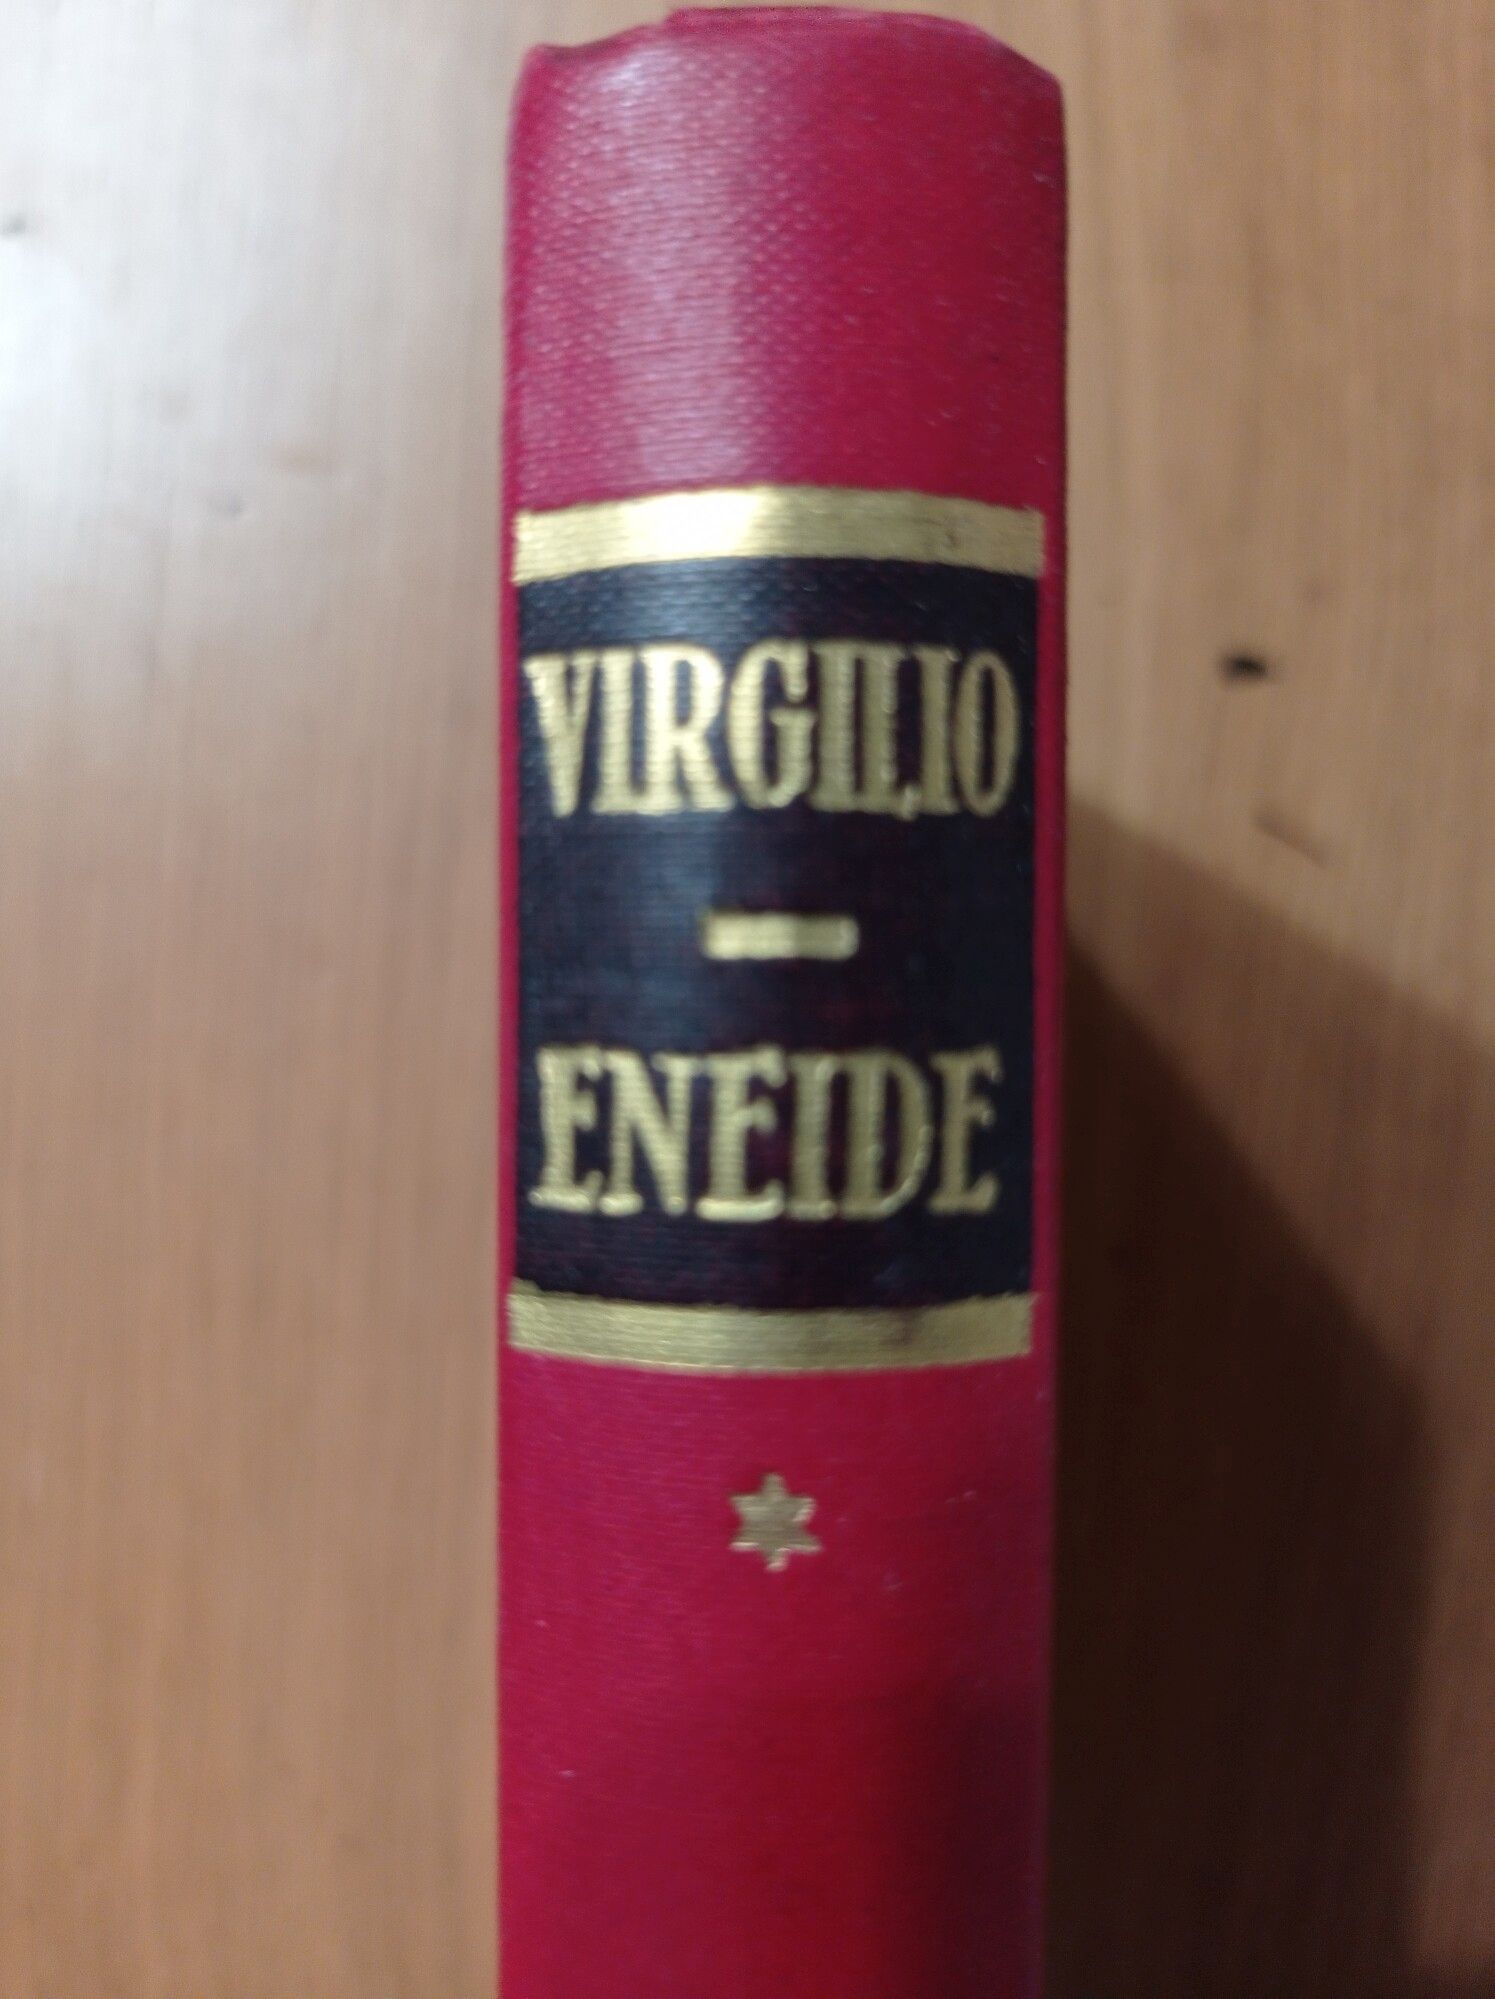 VIRGILIO
—
ENEIDE